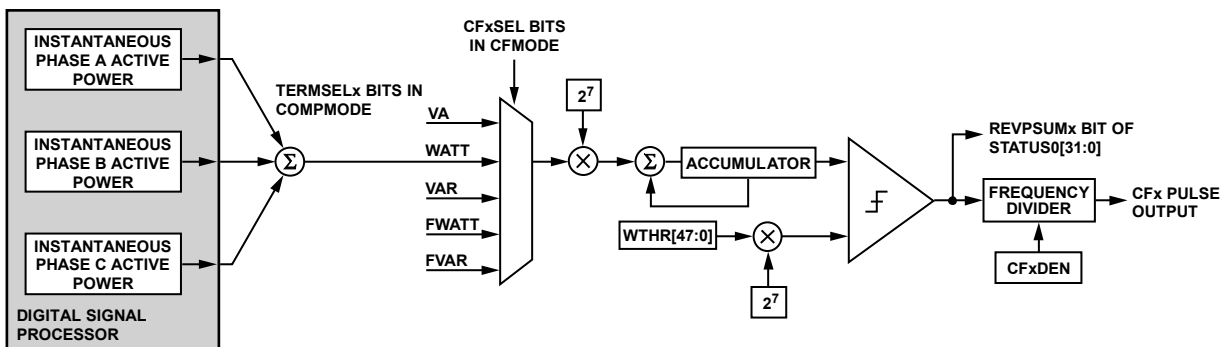 INSTANTANEOUS
PHASE A ACTIVE
POWER
INSTANTANEOUS
PHASE B ACTIVE
POWER
INSTANTANEOUS
PHASE C ACTIVE
POWER
DIGITAL SIGNAL
PROCESSOR
TERMSELx BITS IN
COMPMODE
Σ
CFxSEL BITS
IN CFMODE
VA
WATT
VAR
FWATT
FVAR
2⁷
×
Σ
ACCUMULATOR
WTHR[47:0]
×
2⁷
REVPSUMx BIT OF
STATUS0[31:0]
FREQUENCY
DIVIDER
CFx PULSE
OUTPUT
CFxDEN